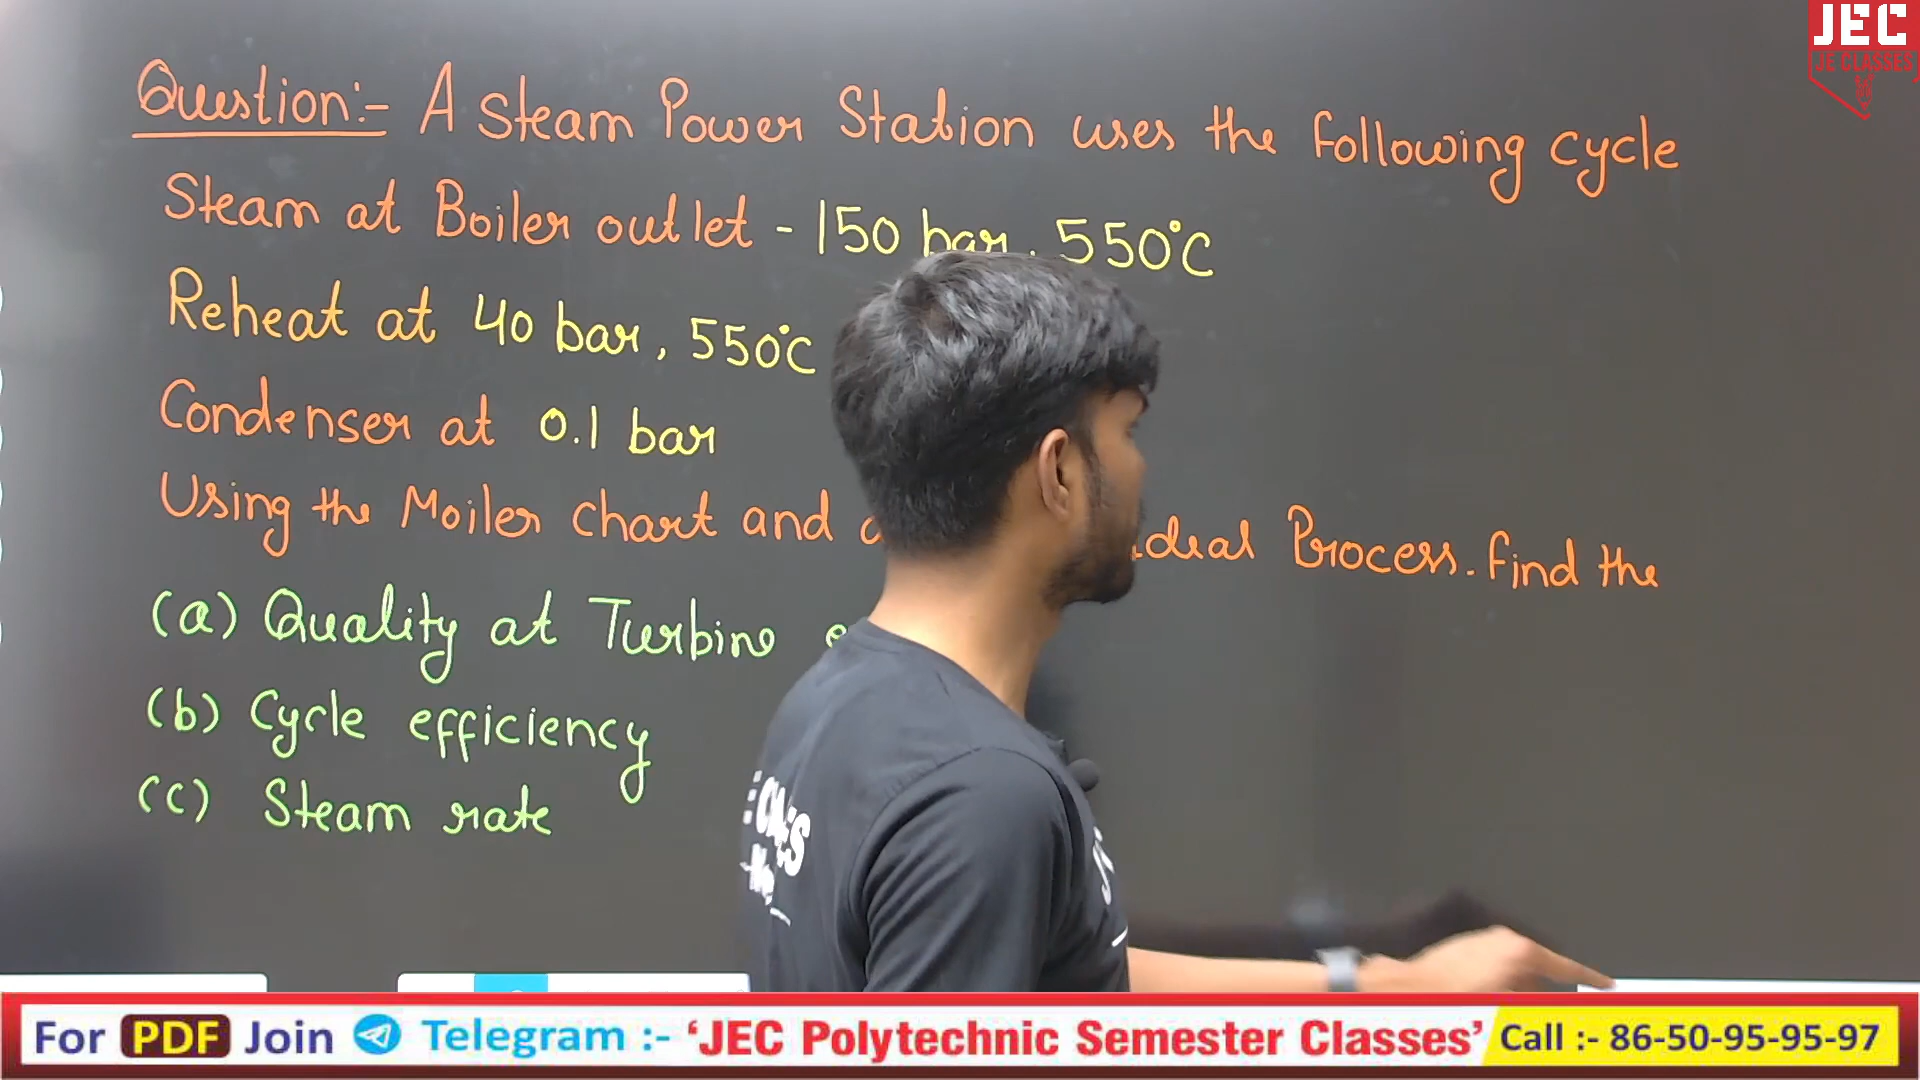 JEC
JE CLASSES
Question:- A Steam Power Station uses the following cycle
Steam at Boiler outlet - 150 bar, 550°C
Reheat at 40 bar, 550°C
Condenser at 0.1 bar
Using the Moiler chart and ideal Process. find the
(a) Quality at Turbine
(b) Cycle efficiency
(c) Steam rate
For PDF Join Telegram :- 'JEC Polytechnic Semester Classes' Call :- 86-50-95-95-97